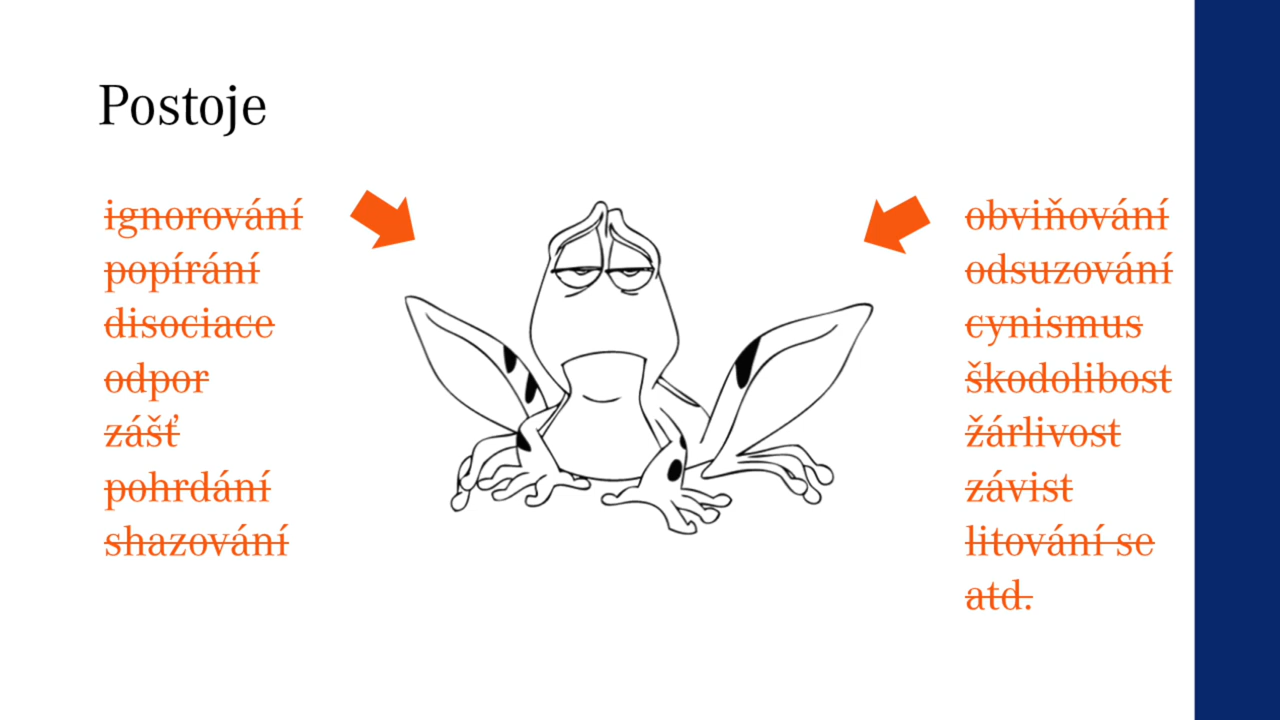 Postoje
ignorování
popírání
disociace
odpor
zášť
pohrdání
shazování
obviňování
odsuzování
cynismus
škodolibost
žárlivost
závist
litování se
atd.